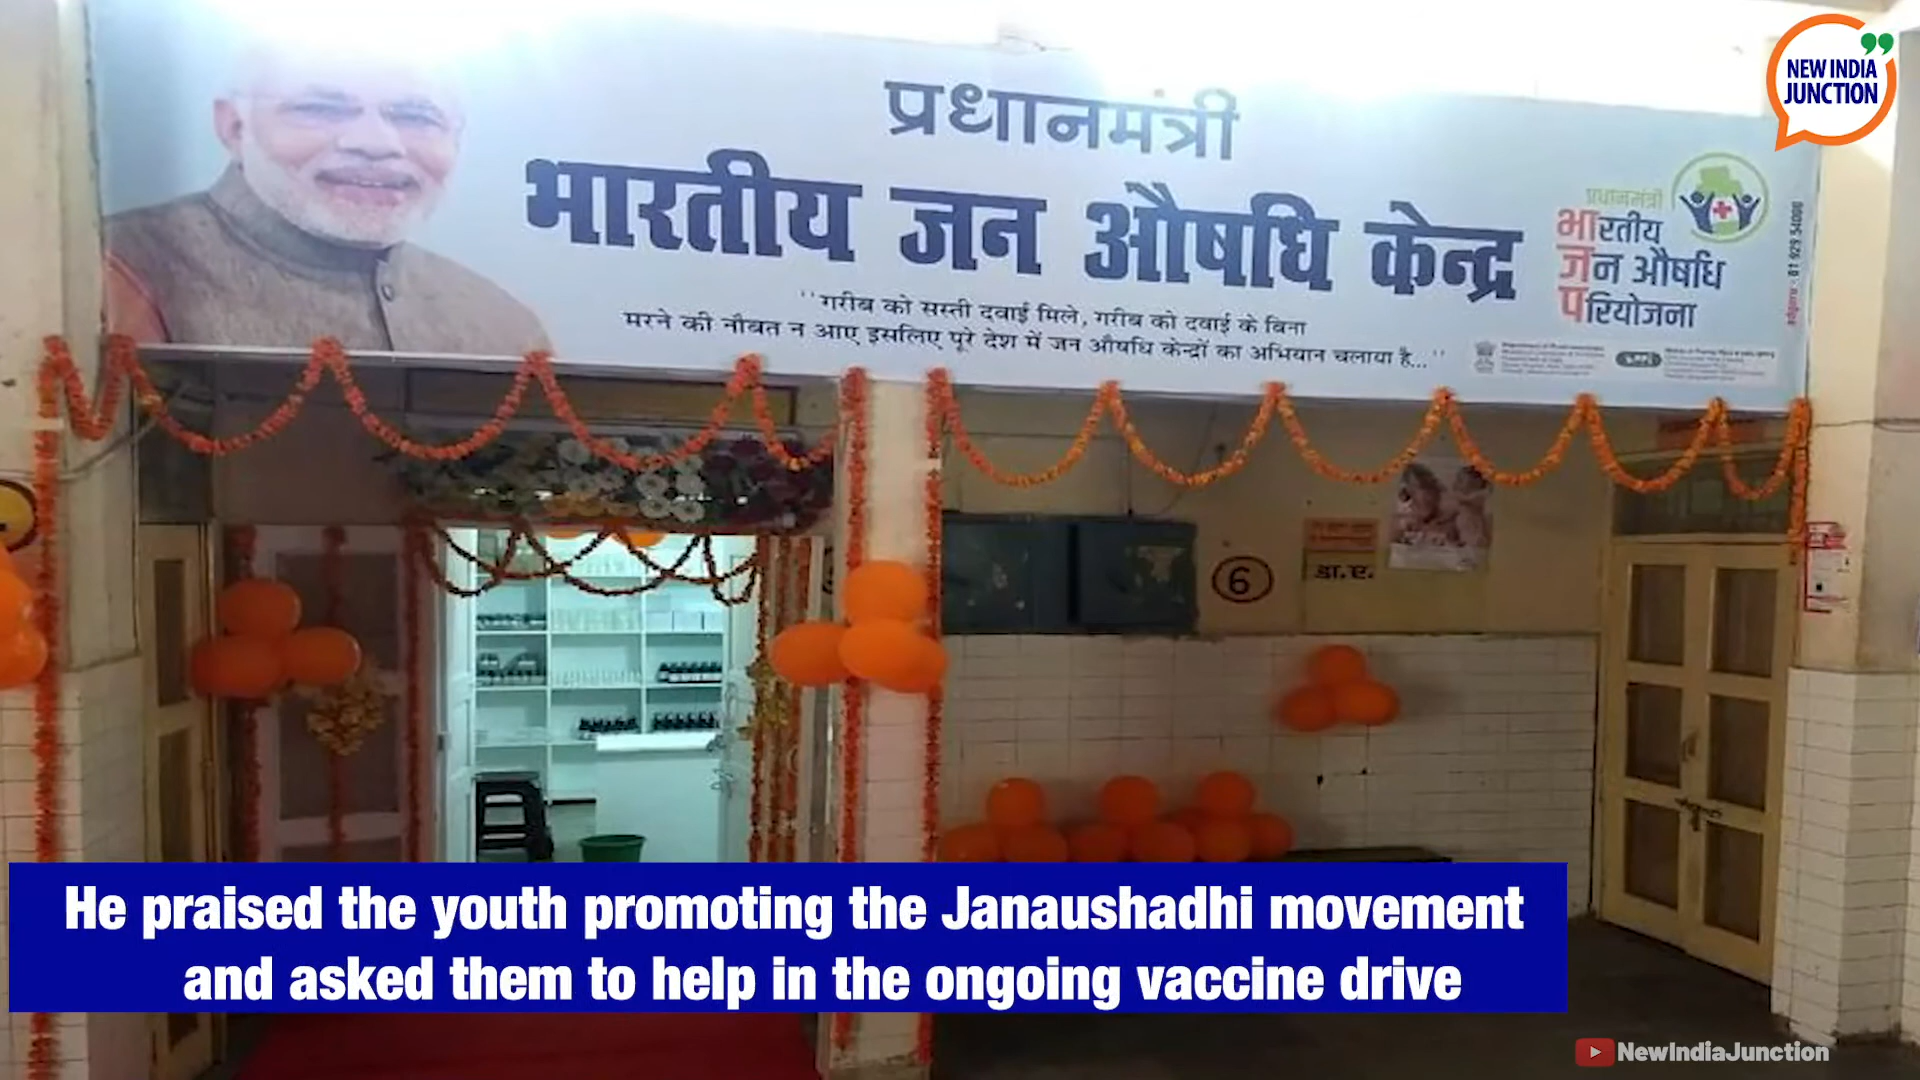 NEW INDIA
JUNCTION
प्रधानमंत्री
भारतीय जन औषधि केन्द्र
"गरीब को सस्ती दवाई मिले, गरीब को दवाई के बिना
मरने की नौबत न आए इसलिए पूरे देश में जन औषधि केन्द्रों का अभियान चलाया है..."
प्रधानमंत्री
भारतीय
जन औषधि
परियोजना
6
डा. ए.
He praised the youth promoting the Janaushadhi movement
and asked them to help in the ongoing vaccine drive
NewIndiaJunction